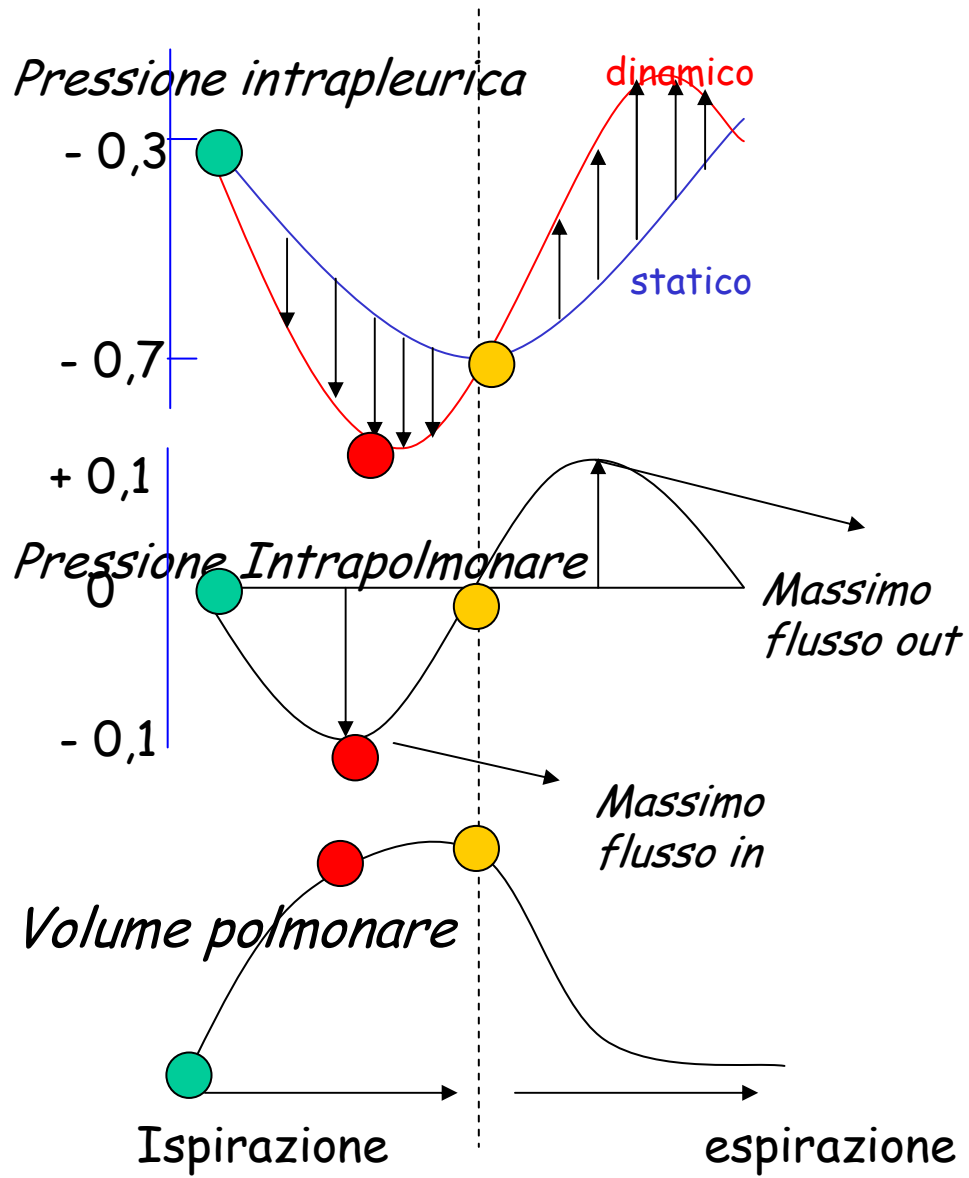 Pressione intrapleurica
dinamico
- 0,3
statico
- 0,7
+ 0,1
Pressione Intrapolmonare
0
Massimo
flusso out
- 0,1
Massimo
flusso in
Volume polmonare
Ispirazione
espirazione